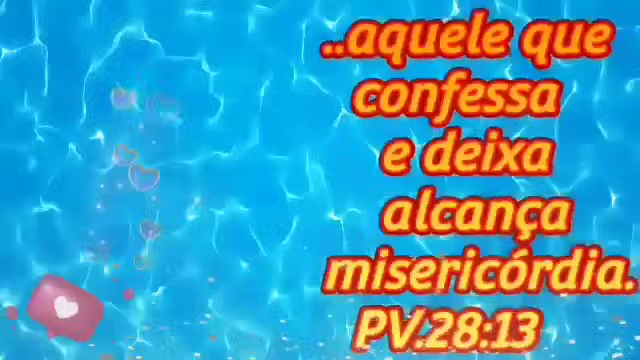 ..aquele que
confessa
e deixa
alcança
misericórdia.
PV.28:13